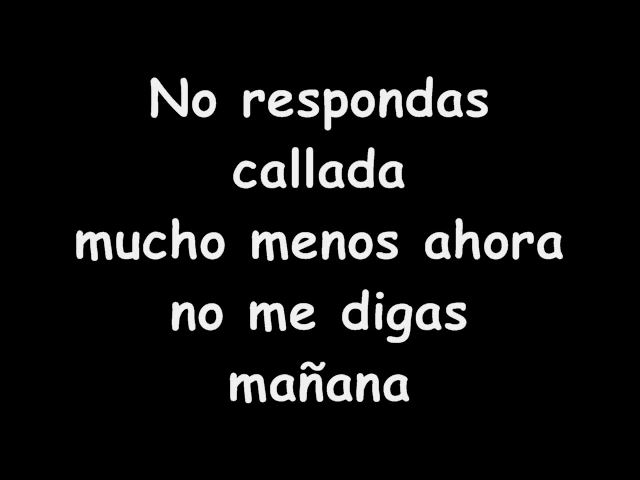 No respondas
callada
mucho menos ahora
no me digas
mañana